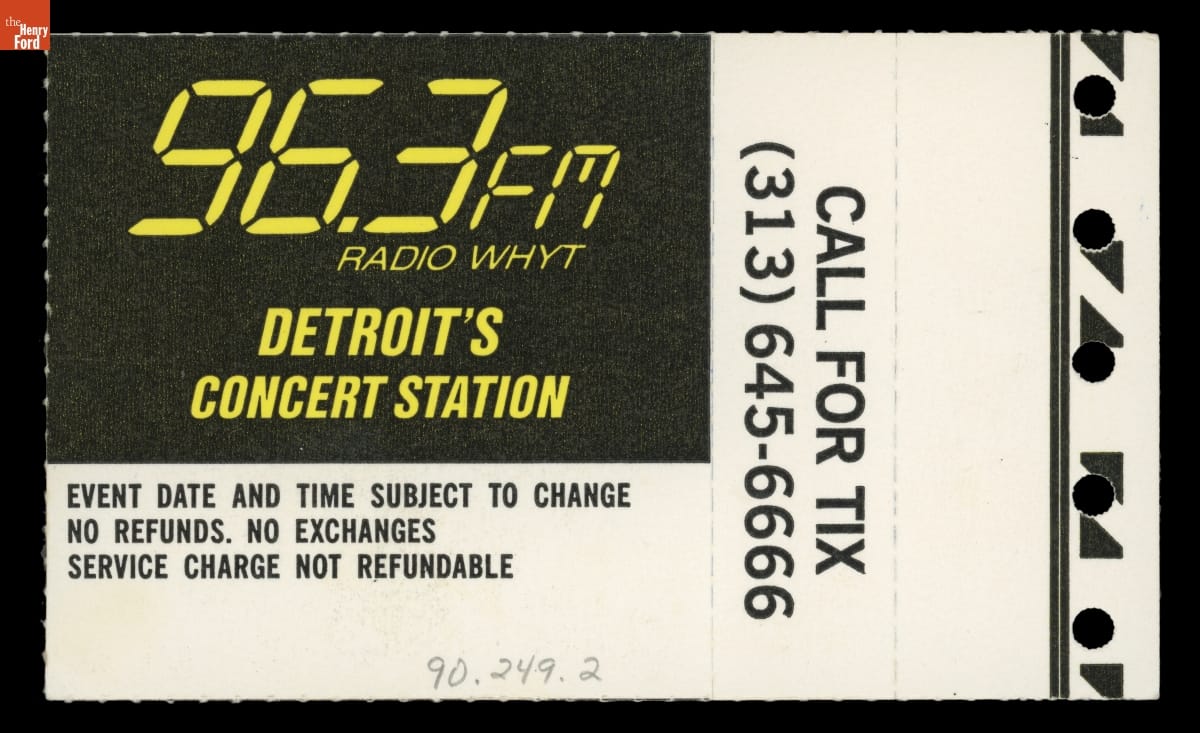 the
Henry
Ford
96.3 FM
RADIO WHYT
DETROIT'S
CONCERT STATION
EVENT DATE AND TIME SUBJECT TO CHANGE
NO REFUNDS. NO EXCHANGES
SERVICE CHARGE NOT REFUNDABLE
90.249.2
CALL FOR TIX
(313) 645-6666